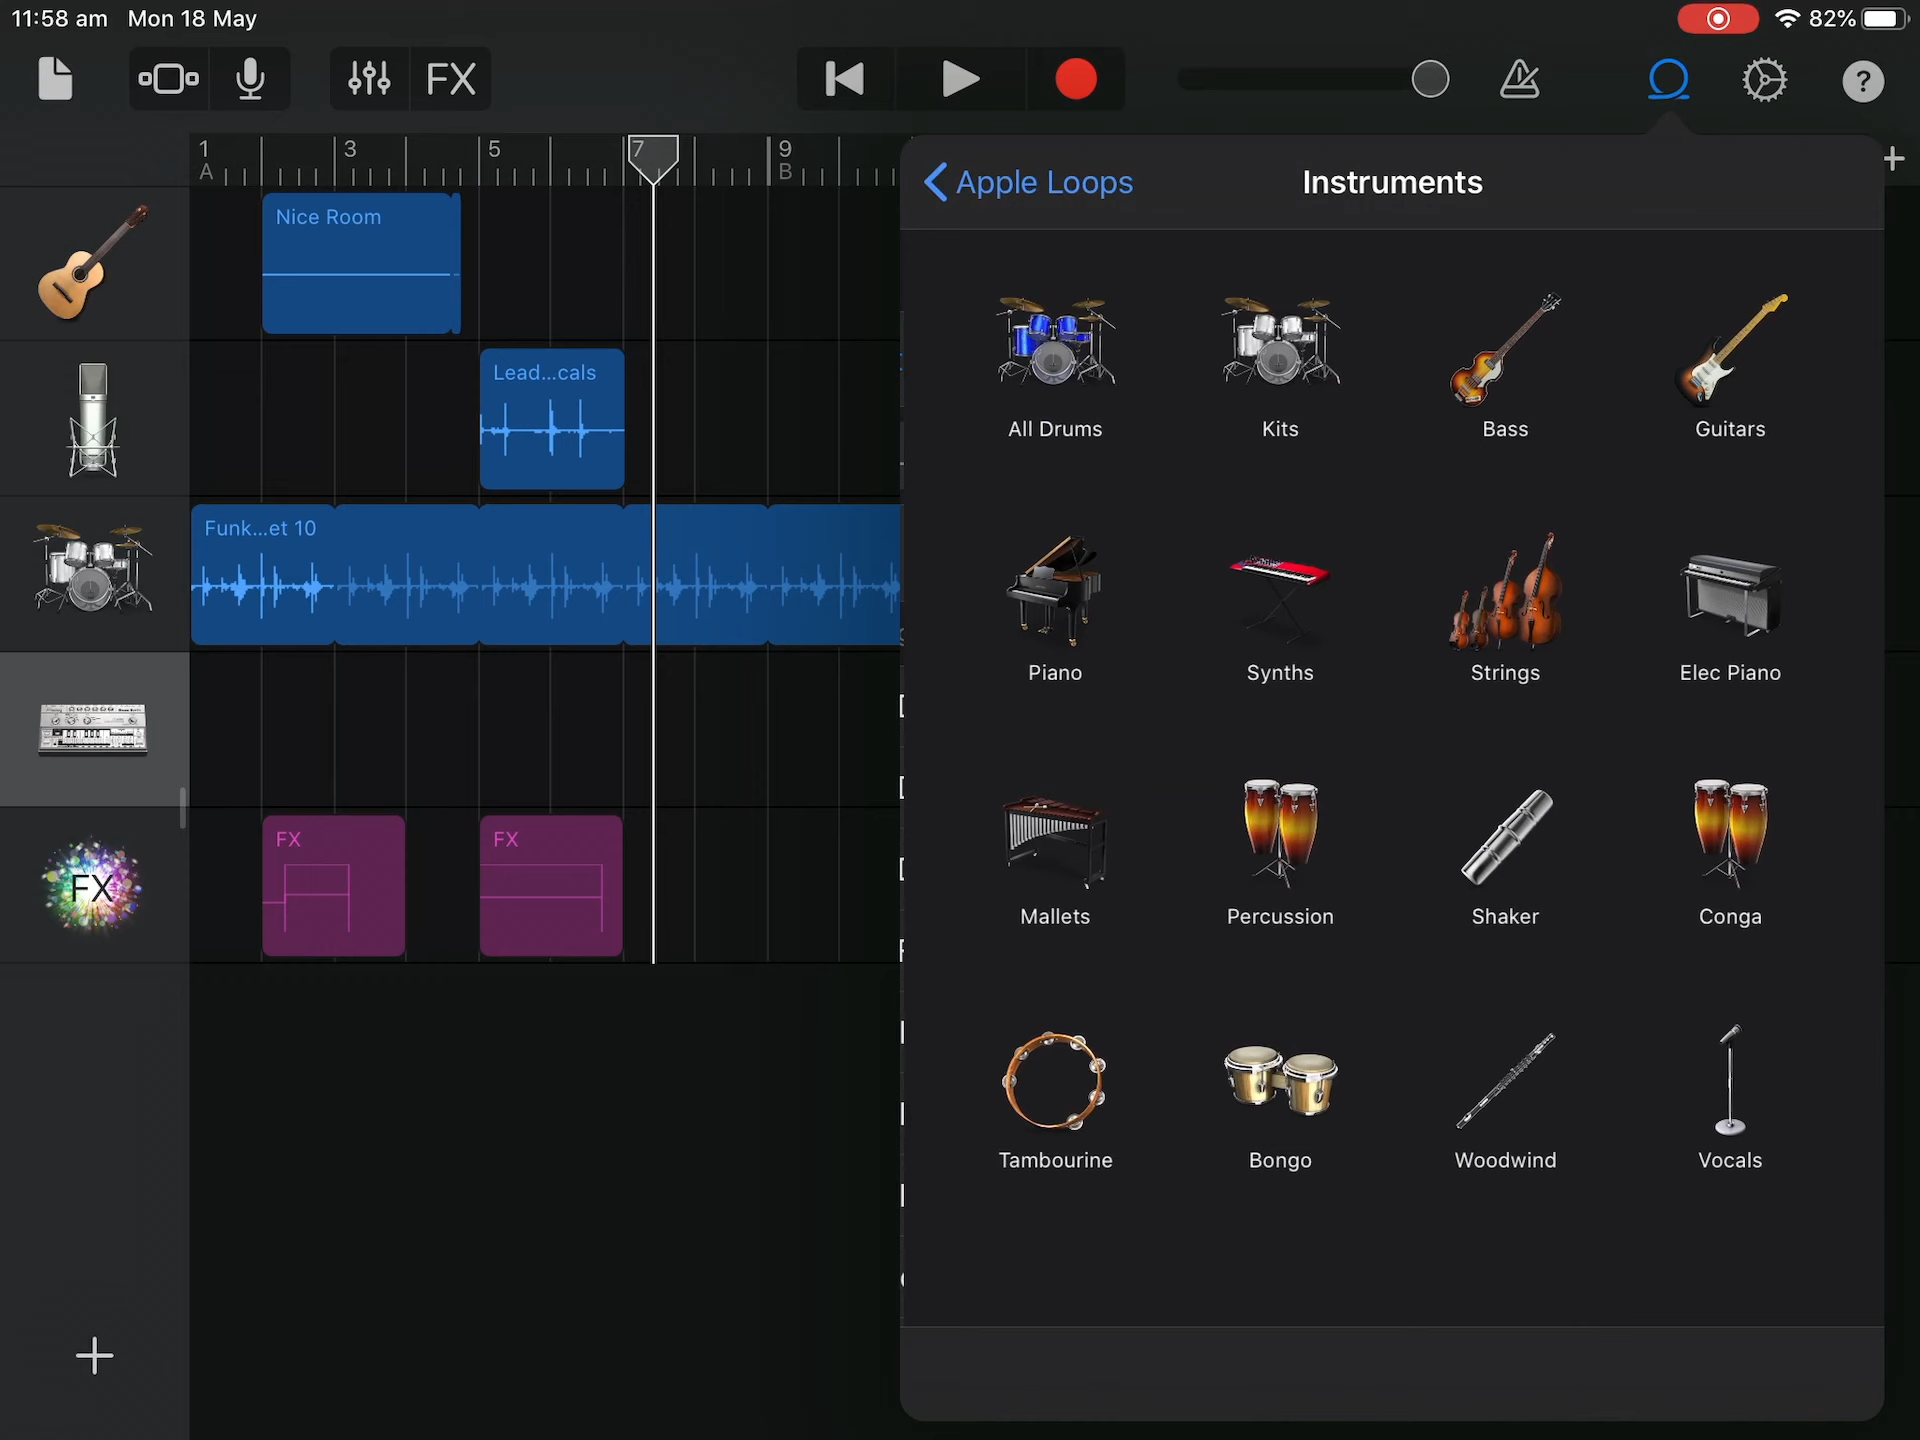 11:58 am Mon 18 May
82%
FX
?
1 3 5 7 9
A B
Apple Loops
Instruments
Nice Room
Lead...cals
Funk...et 10
FX FX
FX
All Drums Kits Bass Guitars
Piano Synths Strings Elec Piano
Mallets Percussion Shaker Conga
Tambourine Bongo Woodwind Vocals